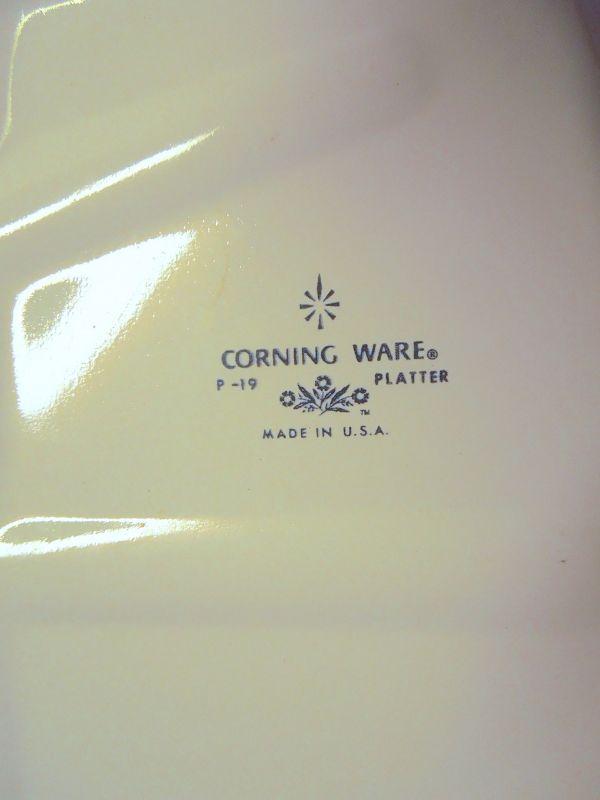 CORNING WARE®
P-19 PLATTER
TM
MADE IN U.S.A.